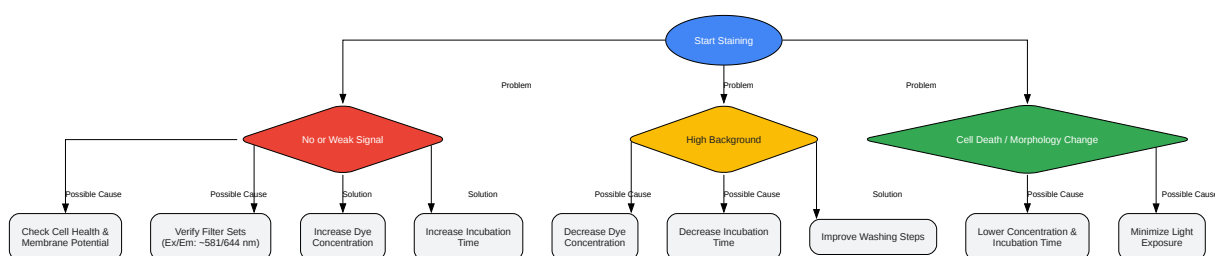 Start Staining
Problem
Problem
Problem
No or Weak Signal
High Background
Cell Death / Morphology Change
Possible Cause
Possible Cause
Solution
Solution
Possible Cause
Possible Cause
Solution
Possible Cause
Possible Cause
Check Cell Health &
Membrane Potential
Verify Filter Sets
(Ex/Em: ~581/644 nm)
Increase Dye
Concentration
Increase Incubation
Time
Decrease Dye
Concentration
Decrease Incubation
Time
Improve Washing Steps
Lower Concentration &
Incubation Time
Minimize Light
Exposure